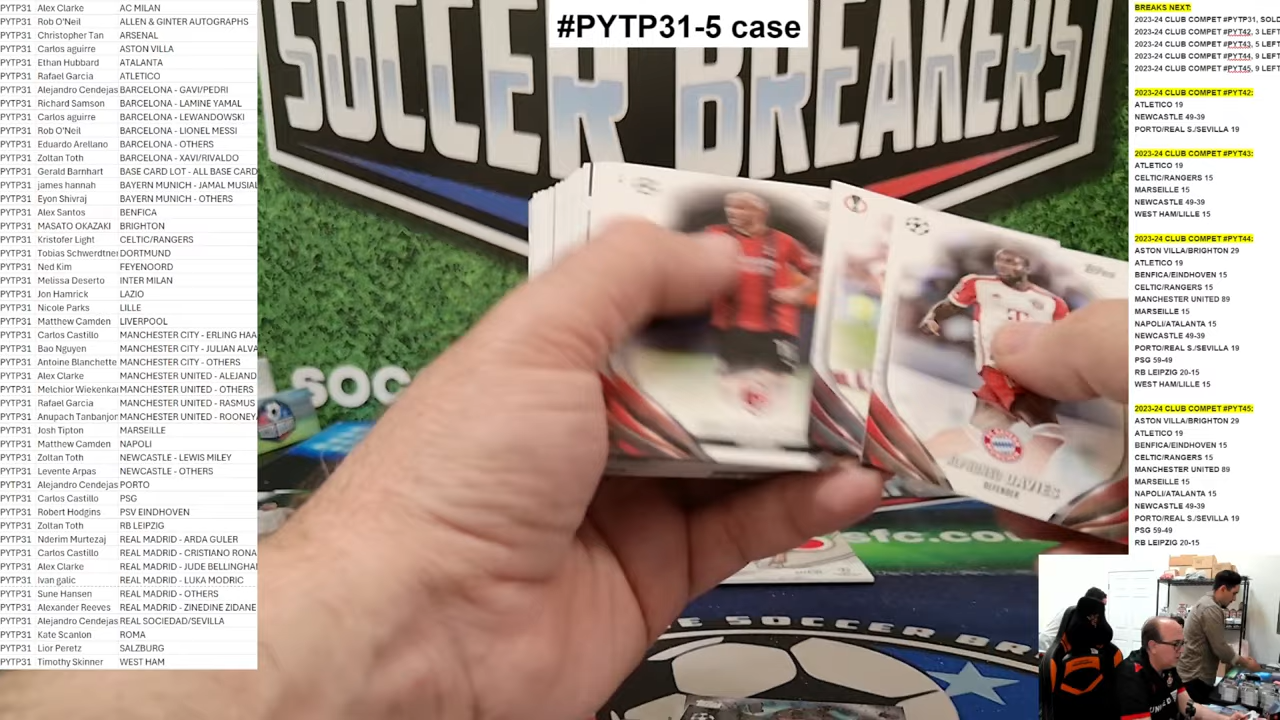 #PYTP31-5 case
SOCCER BREAKERS
PYTP31 Alex Clarke AC MILAN
PYTP31 Rob O'Neil ALLEN & GINTER AUTOGRAPHS
PYTP31 Christopher Tan ARSENAL
PYTP31 Carlos aguirre ASTON VILLA
PYTP31 Ethan Hubbard ATALANTA
PYTP31 Rafael Garcia ATLETICO
PYTP31 Alejandro Cendejas BARCELONA - GAVI/PEDRI
PYTP31 Richard Samson BARCELONA - LAMINE YAMAL
PYTP31 Carlos aguirre BARCELONA - LEWANDOWSKI
PYTP31 Rob O'Neil BARCELONA - LIONEL MESSI
PYTP31 Eduardo Arellano BARCELONA - OTHERS
PYTP31 Zoltan Toth BARCELONA - XAVI/RIVALDO
PYTP31 Gerald Barnhart BASE CARD LOT - ALL BASE CARD
PYTP31 james hannah BAYERN MUNICH - JAMAL MUSIAL
PYTP31 Eyon Shivraj BAYERN MUNICH - OTHERS
PYTP31 Alex Santos BENFICA
PYTP31 MASATO OKAZAKI BRIGHTON
PYTP31 Kristofer Light CELTIC/RANGERS
PYTP31 Tobias Schwerdtner DORTMUND
PYTP31 Ned Kim FEYENOORD
PYTP31 Melissa Deserto INTER MILAN
PYTP31 Jon Hamrick LAZIO
PYTP31 Nicole Parks LILLE
PYTP31 Matthew Camden LIVERPOOL
PYTP31 Carlos Castillo MANCHESTER CITY - ERLING HAA
PYTP31 Bao Nguyen MANCHESTER CITY - JULIAN ALVA
PYTP31 Antoine Blanchette MANCHESTER CITY - OTHERS
PYTP31 Alex Clarke MANCHESTER UNITED - ALEJAND
PYTP31 Melchior Wiekenka MANCHESTER UNITED - OTHERS
PYTP31 Rafael Garcia MANCHESTER UNITED - RASMUS
PYTP31 Anupach Tanbanjor MANCHESTER UNITED - ROONEY
PYTP31 Josh Tipton MARSEILLE
PYTP31 Matthew Camden NAPOLI
PYTP31 Zoltan Toth NEWCASTLE - LEWIS MILEY
PYTP31 Levente Arpas NEWCASTLE - OTHERS
PYTP31 Alejandro Cendejas PORTO
PYTP31 Carlos Castillo PSG
PYTP31 Robert Hodgins PSV EINDHOVEN
PYTP31 Zoltan Toth RB LEIPZIG
PYTP31 Nderim Murtezaj REAL MADRID - ARDA GULER
PYTP31 Carlos Castillo REAL MADRID - CRISTIANO RONA
PYTP31 Alex Clarke REAL MADRID - JUDE BELLINGHA
PYTP31 Ivan galic REAL MADRID - LUKA MODRIC
PYTP31 Sune Hansen REAL MADRID - OTHERS
PYTP31 Alexander Reeves REAL MADRID - ZINEDINE ZIDANE
PYTP31 Alejandro Cendejas REAL SOCIEDAD/SEVILLA
PYTP31 Kate Scanlon ROMA
PYTP31 Lior Peretz SALZBURG
PYTP31 Timothy Skinner WEST HAM
ALPHONSO DAVIES
DEFENDER
BREAKS NEXT:
2023-24 CLUB COMPET #PYTP31, SOLD
2023-24 CLUB COMPET #PYT42, 3 LEFT
2023-24 CLUB COMPET #PYT43, 5 LEFT
2023-24 CLUB COMPET #PYT44, 9 LEFT
2023-24 CLUB COMPET #PYT45, 9 LEFT
2023-24 CLUB COMPET #PYT42:
ATLETICO 19
NEWCASTLE 49-39
PORTO/REAL S./SEVILLA 19
2023-24 CLUB COMPET #PYT43:
ATLETICO 19
CELTIC/RANGERS 15
MARSEILLE 15
NEWCASTLE 49-39
WEST HAM/LILLE 15
2023-24 CLUB COMPET #PYT44:
ASTON VILLA/BRIGHTON 29
ATLETICO 19
BENFICA/EINDHOVEN 15
CELTIC/RANGERS 15
MANCHESTER UNITED 89
MARSEILLE 15
NAPOLI/ATALANTA 15
NEWCASTLE 49-39
PORTO/REAL S./SEVILLA 19
PSG 59-49
RB LEIPZIG 20-15
WEST HAM/LILLE 15
2023-24 CLUB COMPET #PYT45:
ASTON VILLA/BRIGHTON 29
ATLETICO 19
BENFICA/EINDHOVEN 15
CELTIC/RANGERS 15
MANCHESTER UNITED 89
MARSEILLE 15
NAPOLI/ATALANTA 15
NEWCASTLE 49-39
PORTO/REAL S./SEVILLA 19
PSG 59-49
RB LEIPZIG 20-15